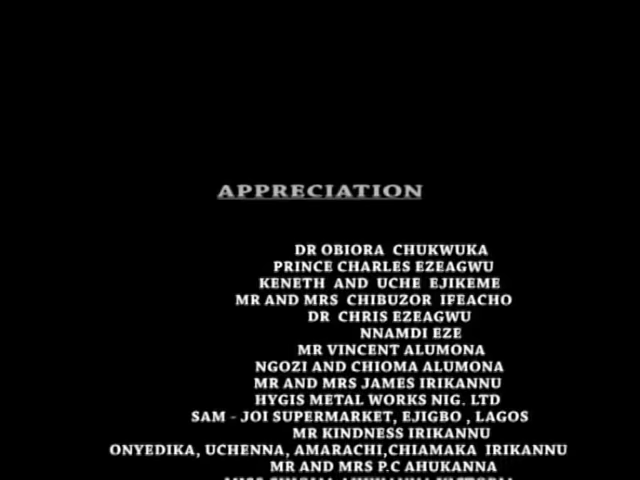 APPRECIATION
DR OBIORA CHUKWUKA
PRINCE CHARLES EZEAGWU
KENETH AND UCHE EJIKEME
MR AND MRS CHIBUZOR IFEACHO
DR CHRIS EZEAGWU
NNAMDI EZE
MR VINCENT ALUMONA
NGOZI AND CHIOMA ALUMONA
MR AND MRS JAMES IRIKANNU
HYGIS METAL WORKS NIG. LTD
SAM - JOI SUPERMARKET, EJIGBO , LAGOS
MR KINDNESS IRIKANNU
ONYEDIKA, UCHENNA, AMARACHI,CHIAMAKA IRIKANNU
MR AND MRS P.C AHUKANNA